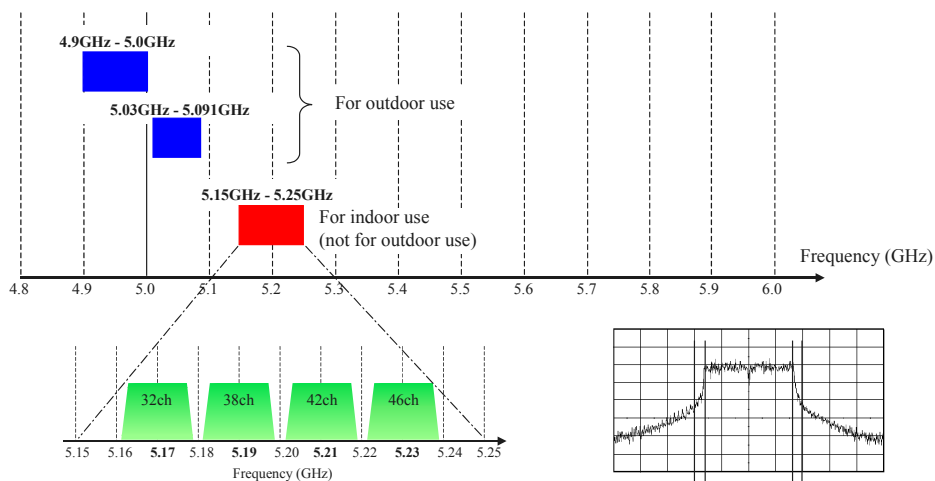 4.9GHz - 5.0GHz
For outdoor use
5.03GHz - 5.091GHz
5.15GHz - 5.25GHz
For indoor use
(not for outdoor use)
Frequency (GHz)
4.8 4.9 5.0 5.1 5.2 5.3 5.4 5.5 5.6 5.7 5.8 5.9 6.0
32ch 38ch 42ch 46ch
5.15 5.16 5.17 5.18 5.19 5.20 5.21 5.22 5.23 5.24 5.25
Frequency (GHz)